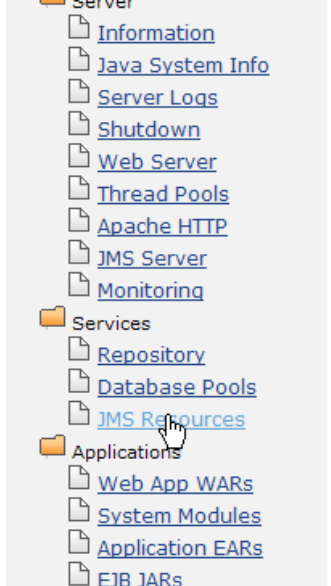 Server
Information
Java System Info
Server Logs
Shutdown
Web Server
Thread Pools
Apache HTTP
JMS Server
Monitoring
Services
Repository
Database Pools
JMS Resources
Applications
Web App WARs
System Modules
Application EARs
EJB JARs